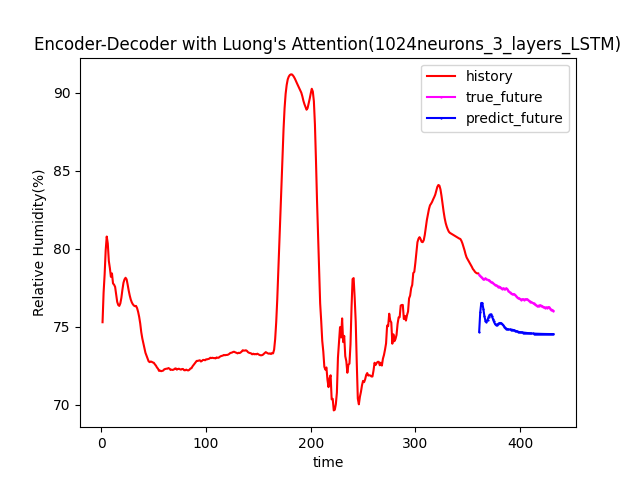 Encoder-Decoder with Luong's Attention(1024neurons_3_layers_LSTM)
history
true_future
predict_future
Relative Humidity(%)
90
85
80
75
70
0 100 200 300 400
time